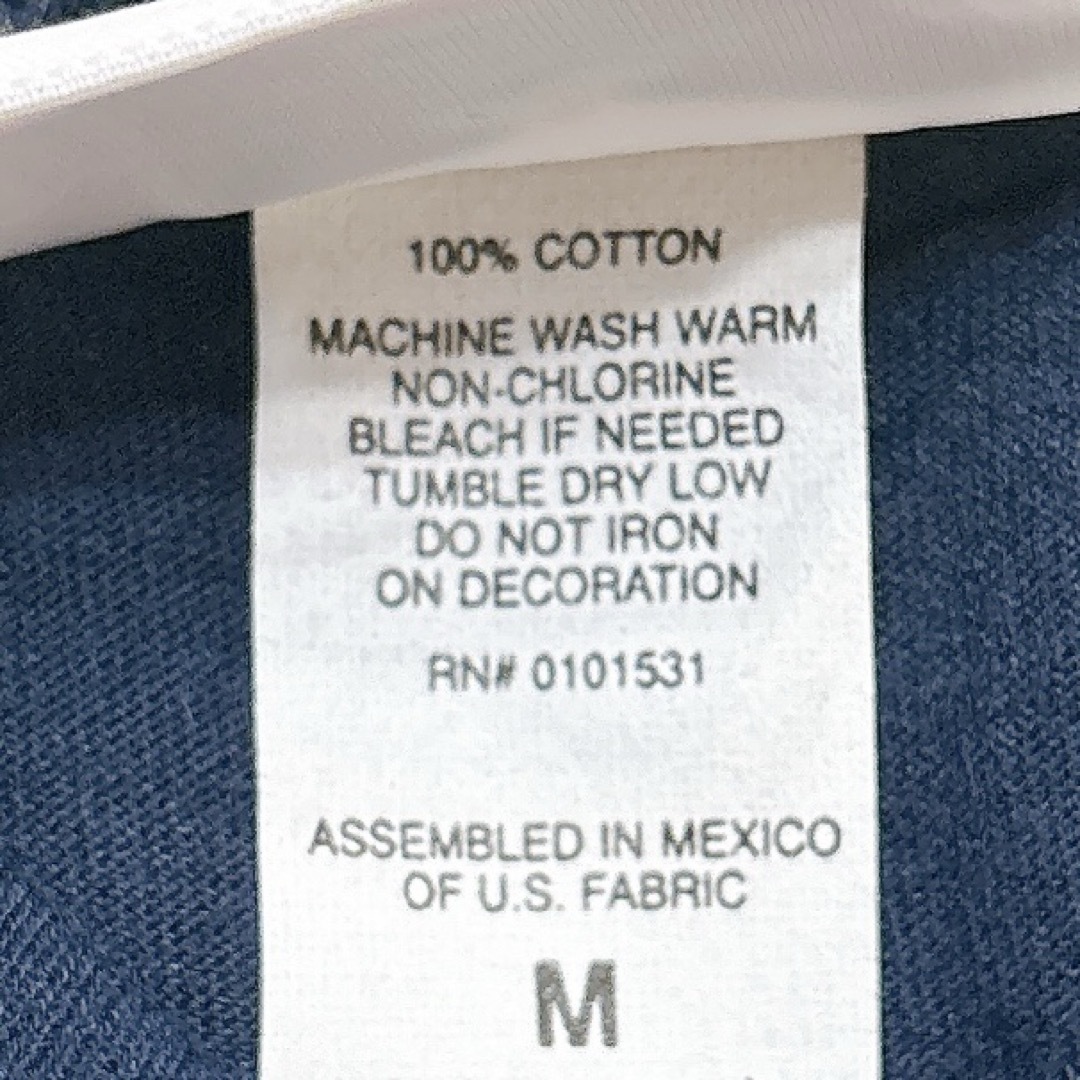 100% COTTON
MACHINE WASH WARM
NON-CHLORINE
BLEACH IF NEEDED
TUMBLE DRY LOW
DO NOT IRON
ON DECORATION
RN# 0101531
ASSEMBLED IN MEXICO
OF U.S. FABRIC
M